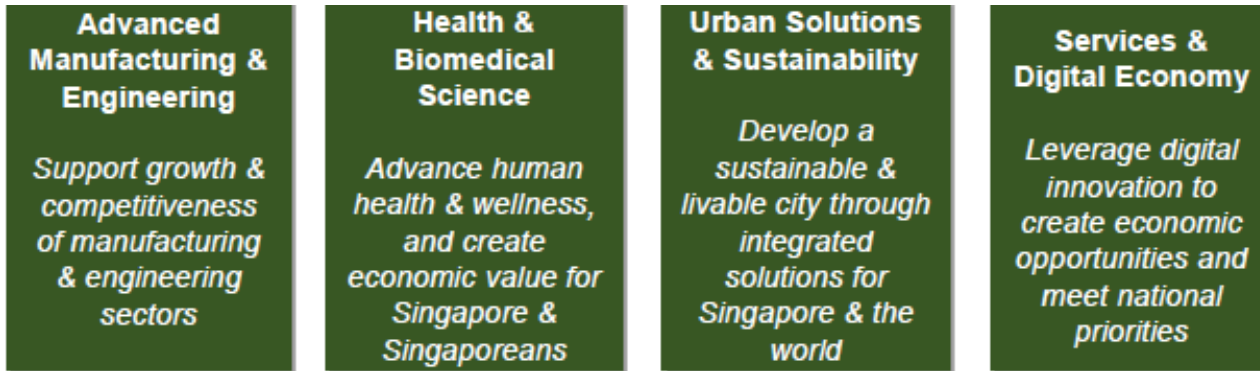 Advanced
Manufacturing &
Engineering
Support growth &
competitiveness
of manufacturing
& engineering
sectors
Health &
Biomedical
Science
Advance human
health & wellness,
and create
economic value for
Singapore &
Singaporeans
Urban Solutions
& Sustainability
Develop a
sustainable &
livable city through
integrated
solutions for
Singapore & the
world
Services &
Digital Economy
Leverage digital
innovation to
create economic
opportunities and
meet national
priorities